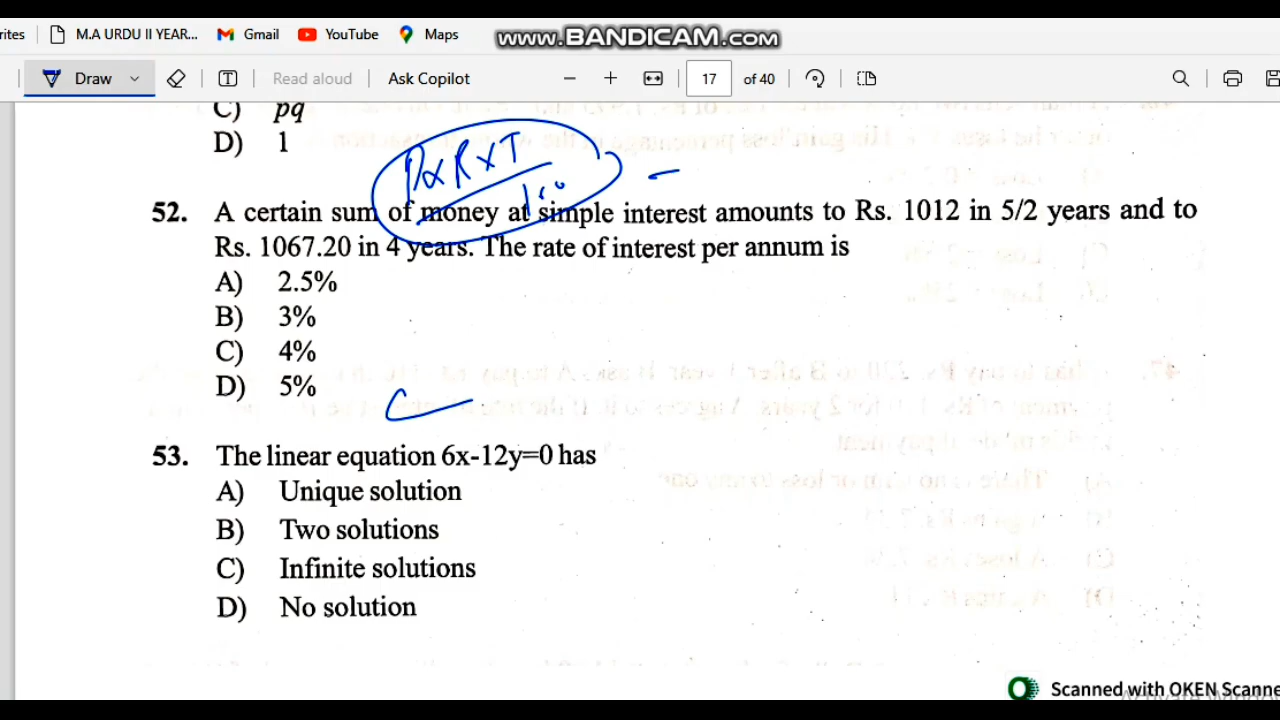 rites M.A URDU II YEAR... Gmail YouTube Maps www.BANDICAM.com
Draw Read aloud Ask Copilot 17 of 40
C) pq
D) 1
P x R x T
100
52. A certain sum of money at simple interest amounts to Rs. 1012 in 5/2 years and to
Rs. 1067.20 in 4 years. The rate of interest per annum is
A) 2.5%
B) 3%
C) 4%
D) 5%
53. The linear equation 6x-12y=0 has
A) Unique solution
B) Two solutions
C) Infinite solutions
D) No solution
Scanned with OKEN Scanne